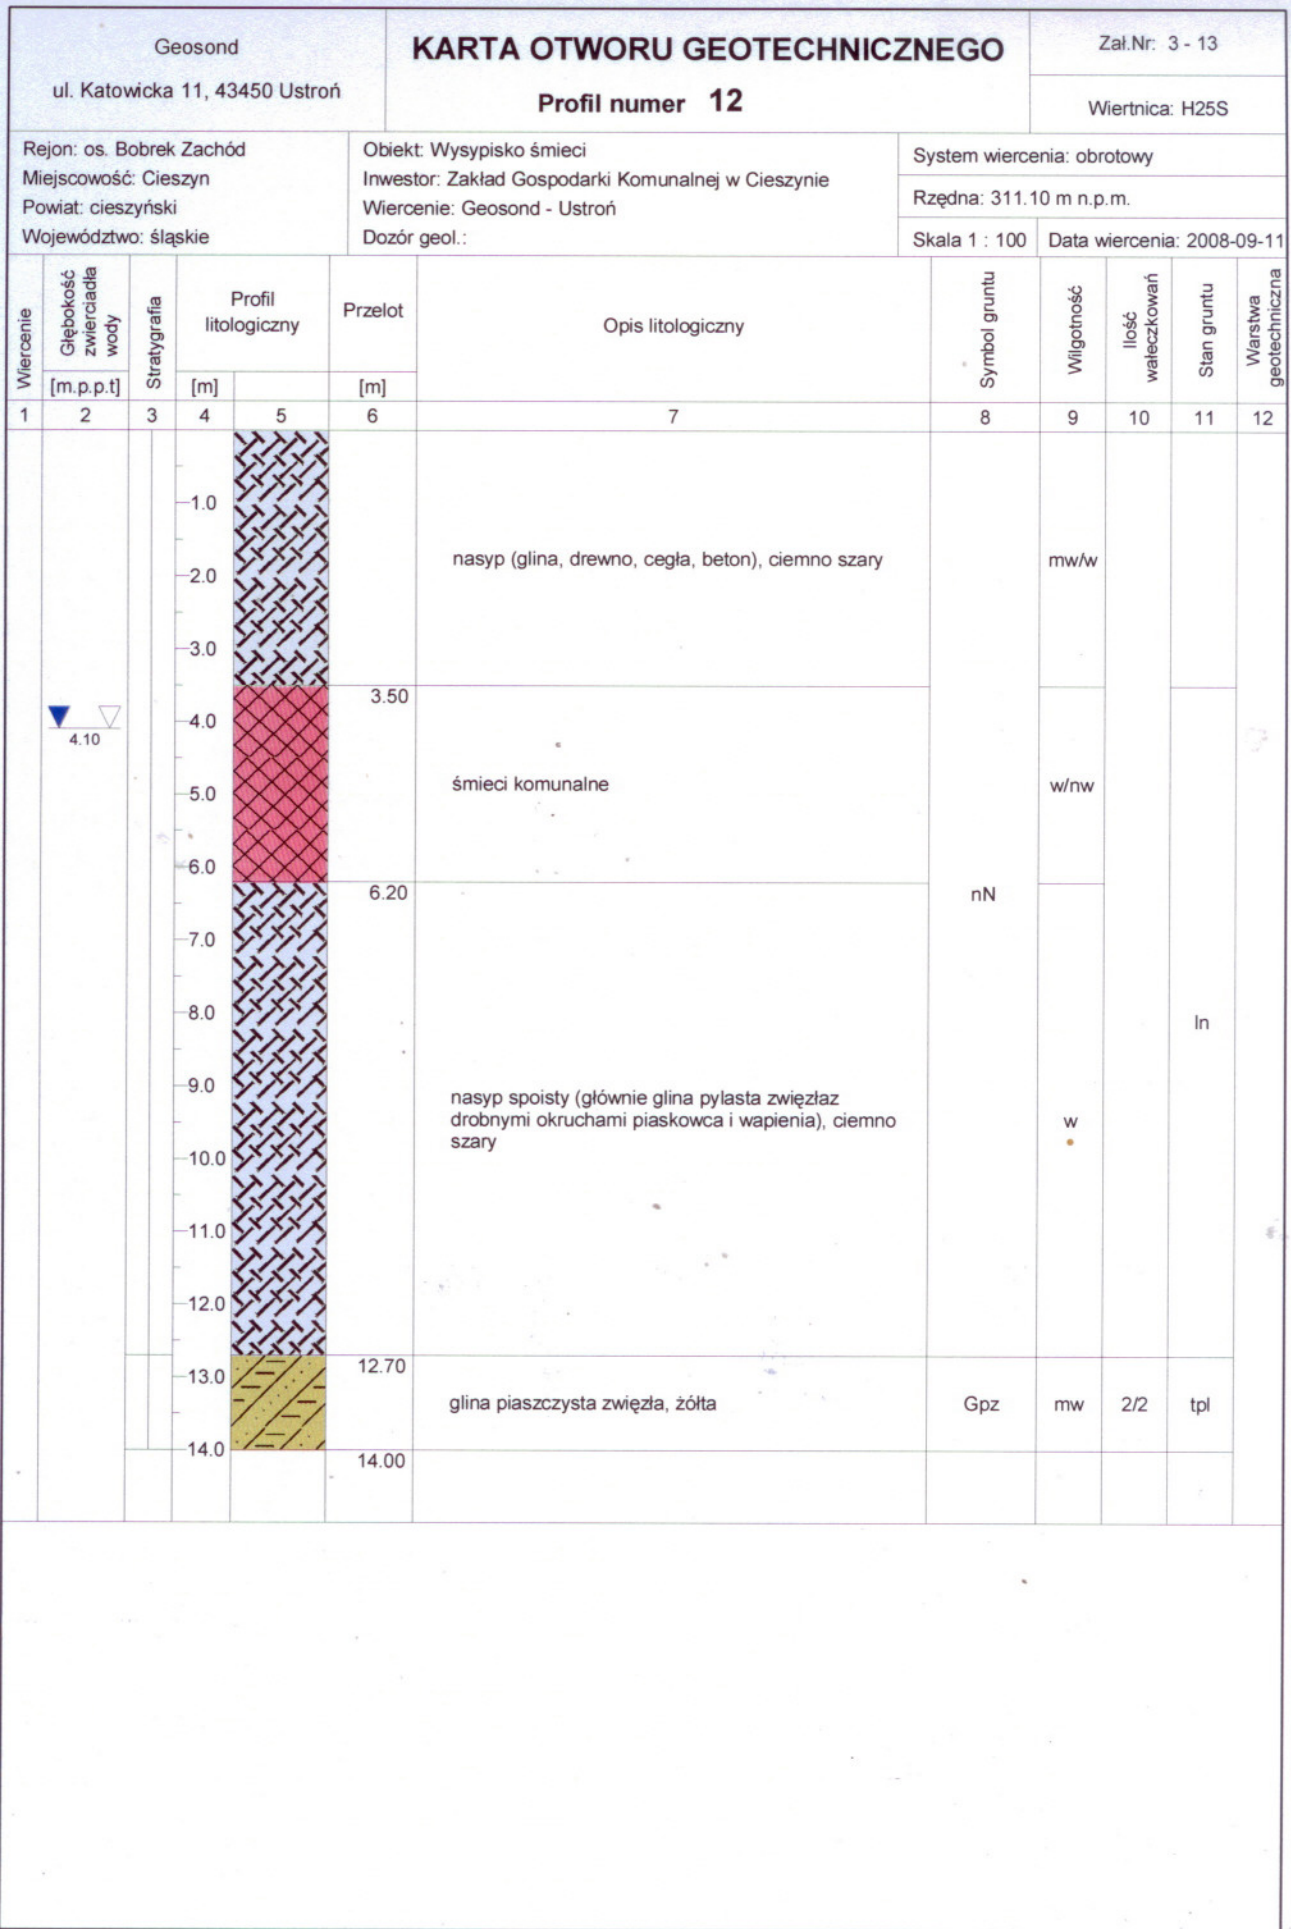 Geosond
ul. Katowicka 11, 43450 Ustroń
KARTA OTWORU GEOTECHNICZNEGO
Profil numer 12
Zał.Nr: 3 - 13
Wiertnica: H25S
Rejon: os. Bobrek Zachód
Miejscowość: Cieszyn
Powiat: cieszyński
Województwo: śląskie
Obiekt: Wysypisko śmieci
Inwestor: Zakład Gospodarki Komunalnej w Cieszynie
Wiercenie: Geosond - Ustroń
Dozór geol.:
System wiercenia: obrotowy
Rzędna: 311.10 m n.p.m.
Skala 1 : 100
Data wiercenia: 2008-09-11
Wiercenie
Głębokość
zwierciadła
wody
[m.p.p.t]
Stratygrafia
Profil
litologiczny
[m]
Przelot
[m]
Opis litologiczny
Symbol gruntu
Wilgotność
Ilość
wałeczkowań
Stan gruntu
Warstwa
geotechniczna
1 2 3 4 5 6 7 8 9 10 11 12
1.0
nasyp (glina, drewno, cegła, beton), ciemno szary
mw/w
2.0
3.0
3.50
4.0
4.10
śmieci komunalne
w/nw
5.0
6.0
6.20
nN
7.0
8.0
ln
9.0
nasyp spoisty (głównie glina pylasta zwięzłaz
drobnymi okruchami piaskowca i wapienia), ciemno
szary
w
10.0
11.0
12.0
12.70
13.0
glina piaszczysta zwięzła, żółta
Gpz
mw
2/2
tpl
14.0
14.00